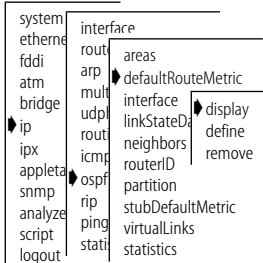 system
etherne
fddi
atm
bridge
ip
ipx
appleta
snmp
analyze
script
logout
interface
route
arp
mult
udpl
routi
icmp
ospf
rip
ping
statis
areas
defaultRouteMetric
interface
linkStateDa
neighbors
routerID
partition
stubDefaultMetric
virtualLinks
statistics
display
define
remove